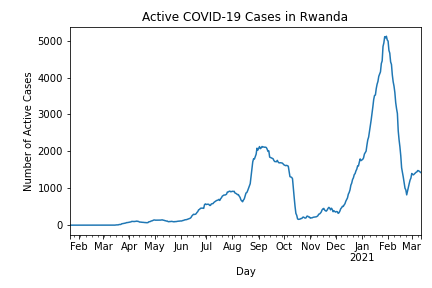 Active COVID-19 Cases in Rwanda
Number of Active Cases
5000
4000
3000
2000
1000
0
Feb Mar Apr May Jun Jul Aug Sep Oct Nov Dec Jan Feb Mar
2021
Day